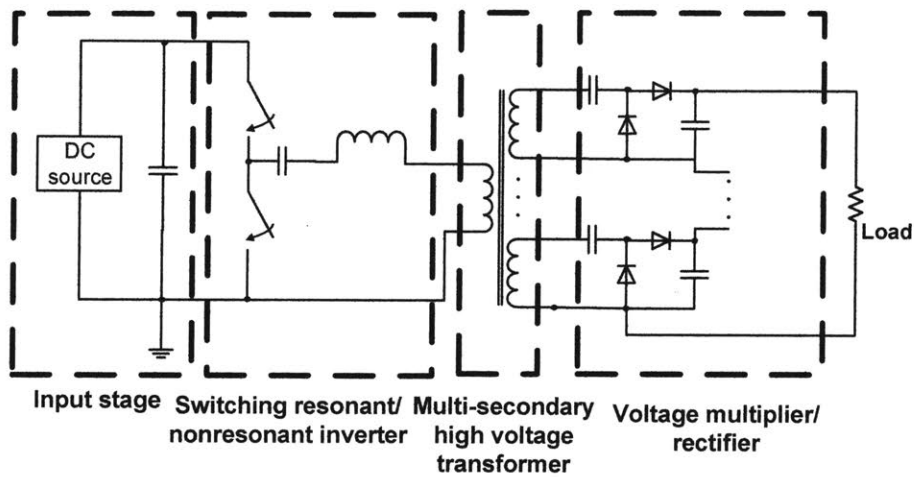 DC
source
Load
Input stage
Switching resonant/
nonresonant inverter
Multi-secondary
high voltage
transformer
Voltage multiplier/
rectifier